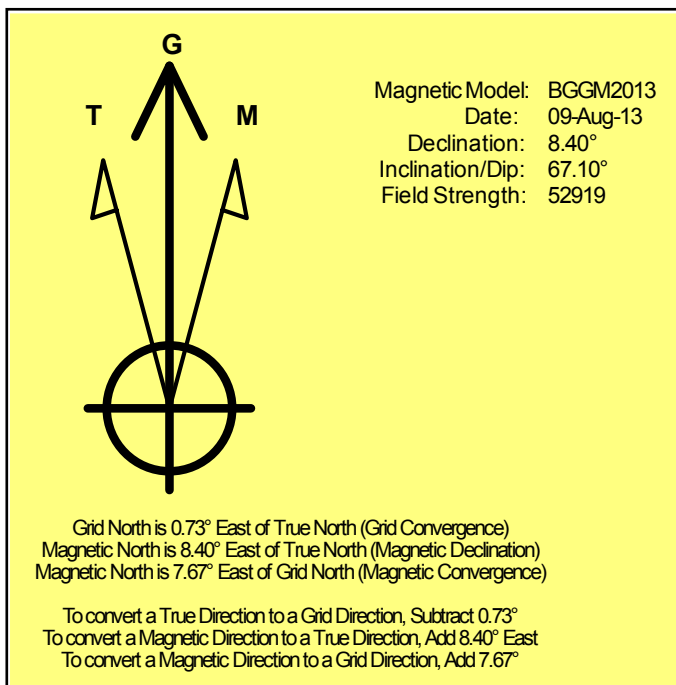 G
T M
Magnetic Model: BGGM2013
Date: 09-Aug-13
Declination: 8.40°
Inclination/Dip: 67.10°
Field Strength: 52919
Grid North is 0.73° East of True North (Grid Convergence)
Magnetic North is 8.40° East of True North (Magnetic Declination)
Magnetic North is 7.67° East of Grid North (Magnetic Convergence)
To convert a True Direction to a Grid Direction, Subtract 0.73°
To convert a Magnetic Direction to a True Direction, Add 8.40° East
To convert a Magnetic Direction to a Grid Direction, Add 7.67°